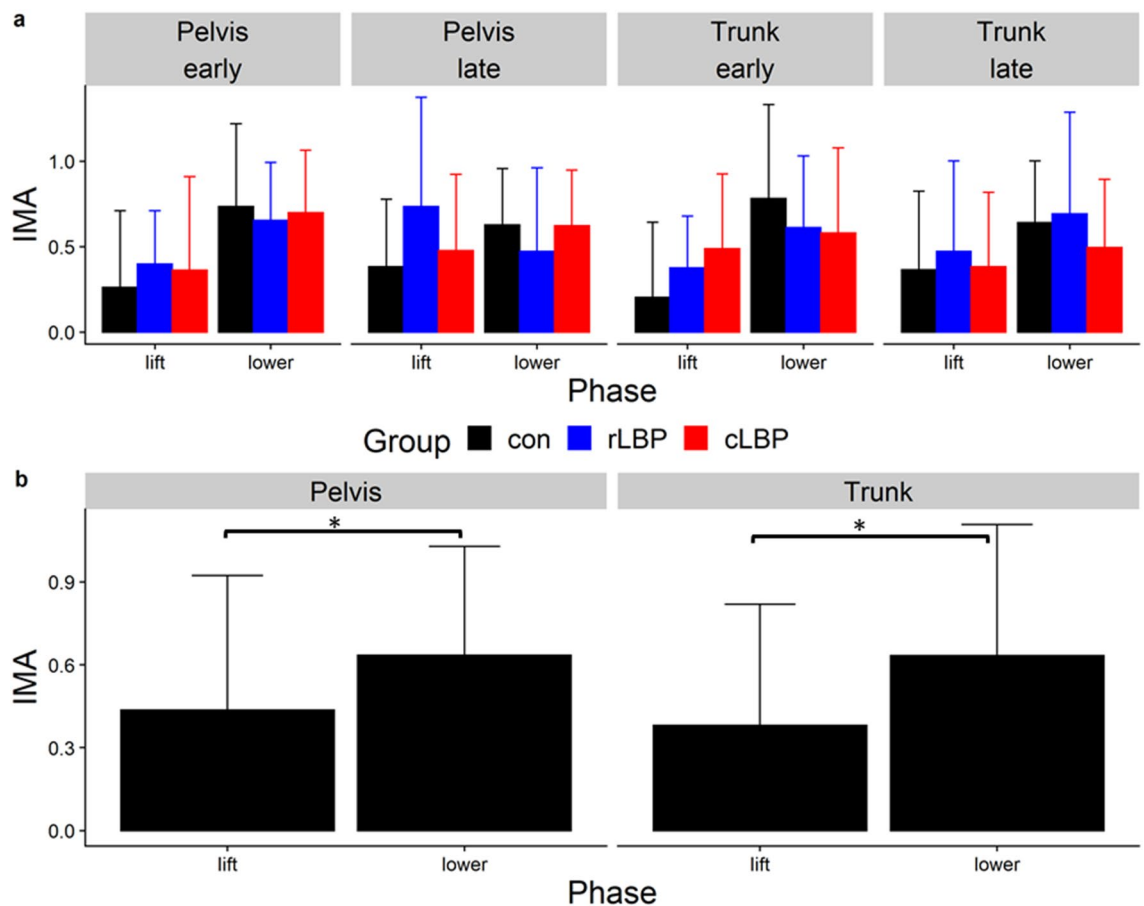 a
Pelvis early
Pelvis late
Trunk early
Trunk late
IMA
1.0
0.5
0.0
lift lower lift lower lift lower lift lower
Phase
Group con rLBP cLBP
b
Pelvis Trunk
* *
IMA
0.9
0.6
0.3
0.0
lift lower lift lower
Phase